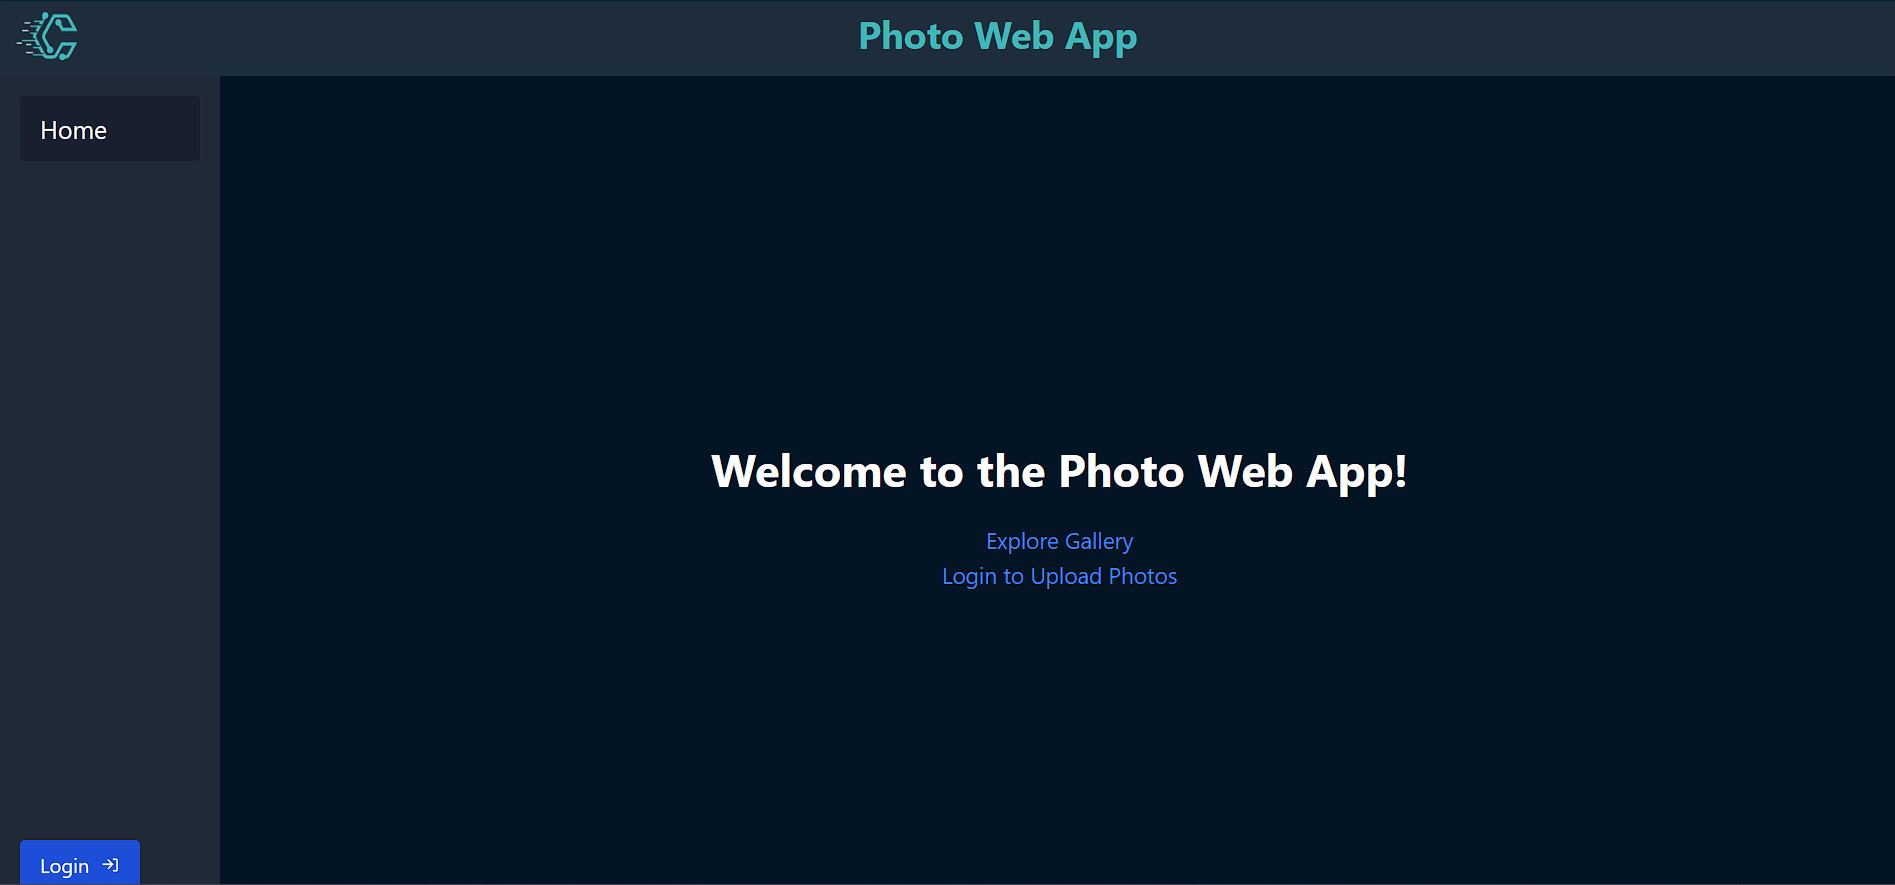 Photo Web App
Home
Welcome to the Photo Web App!
Explore Gallery
Login to Upload Photos
Login